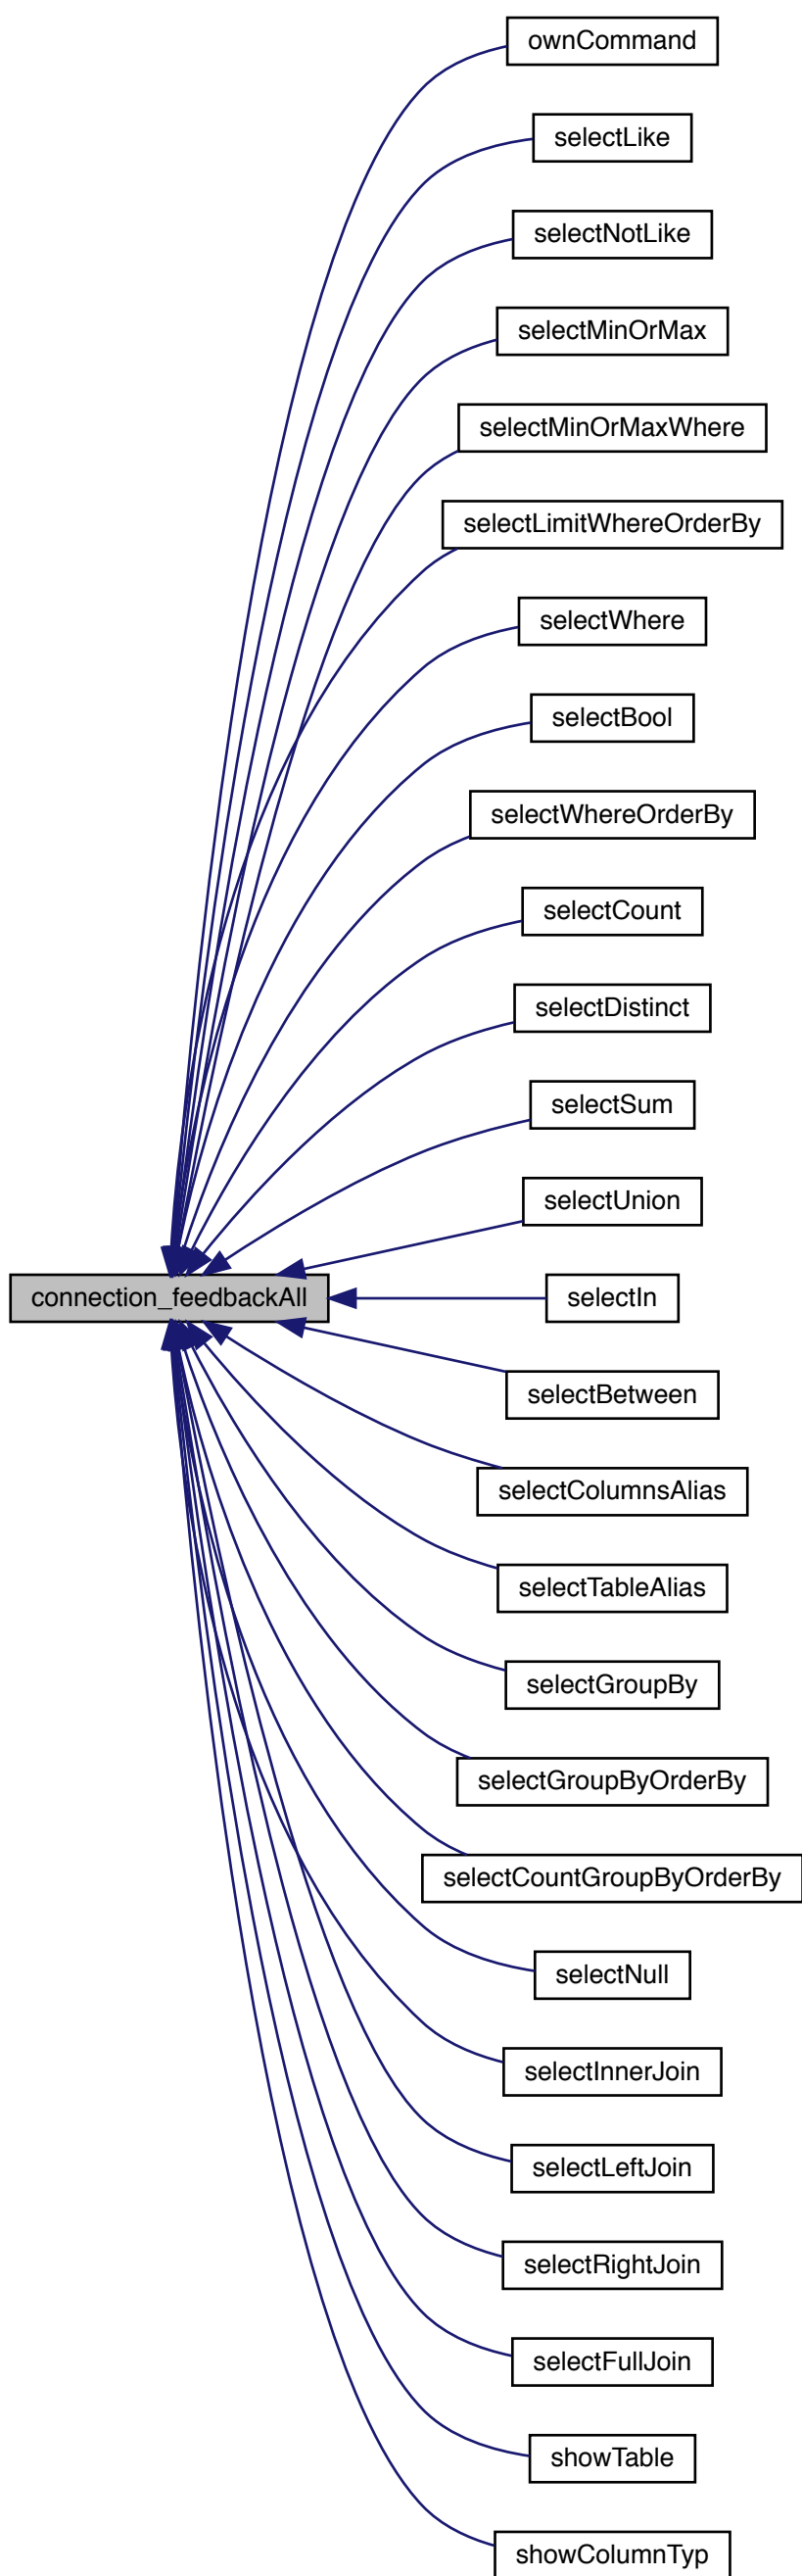 ownCommand
selectLike
selectNotLike
selectMinOrMax
selectMinOrMaxWhere
selectLimitWhereOrderBy
selectWhere
selectBool
selectWhereOrderBy
selectCount
selectDistinct
selectSum
selectUnion
connection_feedbackAll
selectIn
selectBetween
selectColumnsAlias
selectTableAlias
selectGroupBy
selectGroupByOrderBy
selectCountGroupByOrderBy
selectNull
selectInnerJoin
selectLeftJoin
selectRightJoin
selectFullJoin
showTable
showColumnTyp